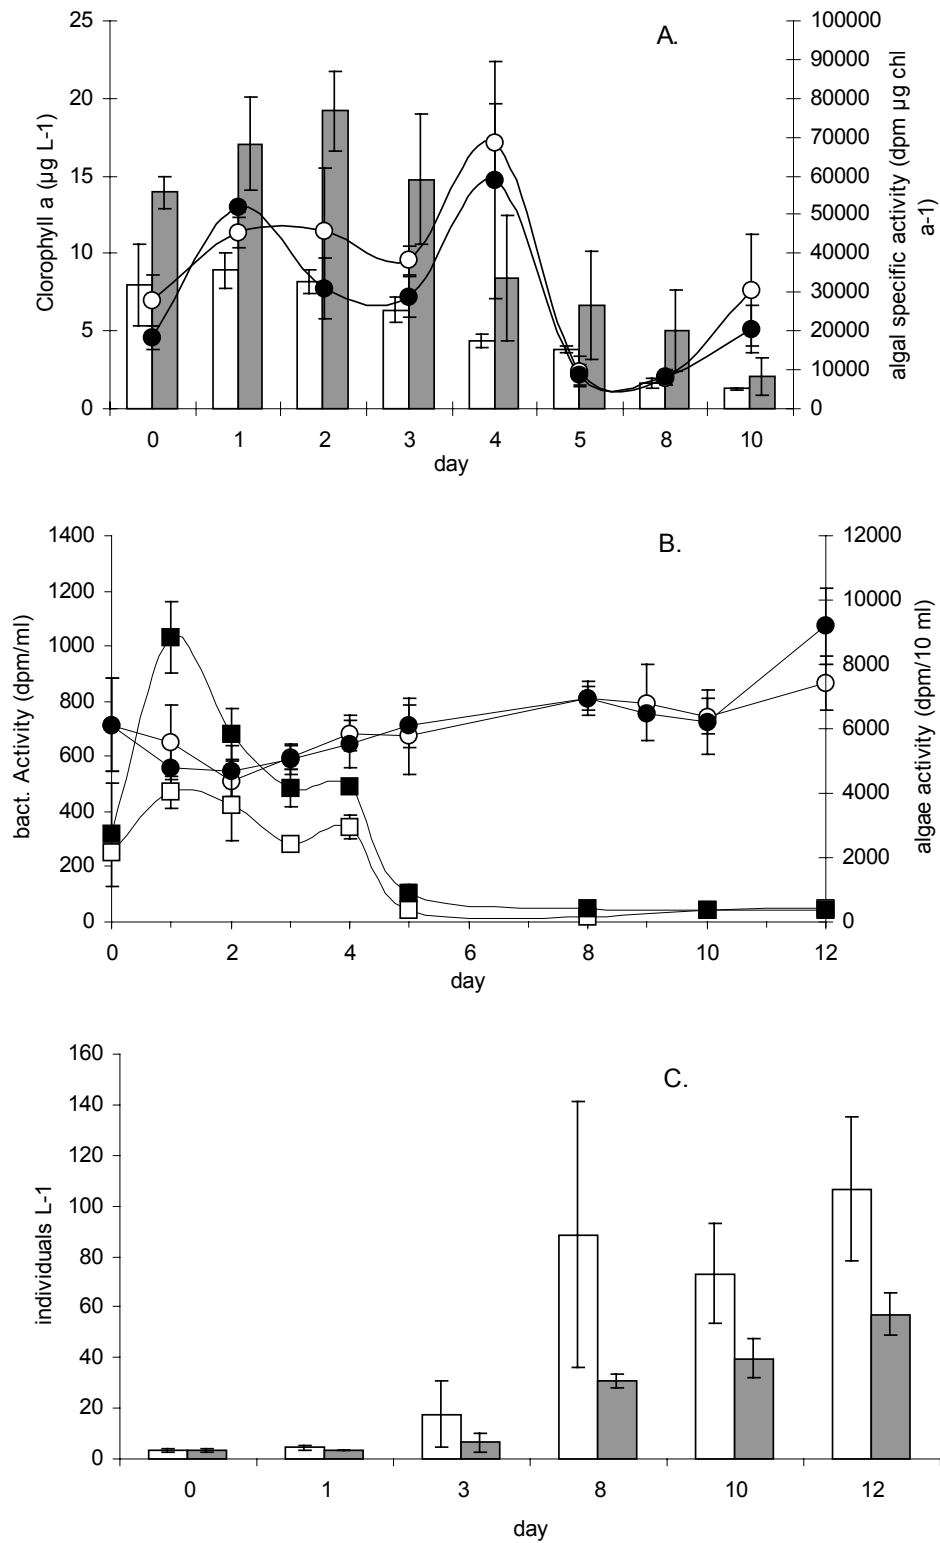 A.
Clorophyll a (µg L-1)
25
20
15
10
5
0
100000
90000
80000
70000
60000
50000
40000
30000
20000
10000
0
algal specific activity (dpm µg chl
a-1)
0 1 2 3 4 5 8 10
day
B.
bact. Activity (dpm/ml)
1400
1200
1000
800
600
400
200
0
12000
10000
8000
6000
4000
2000
0
algae activity (dpm/10 ml)
0 2 4 6 8 10 12
day
C.
individuals L-1
160
140
120
100
80
60
40
20
0
0 1 3 8 10 12
day